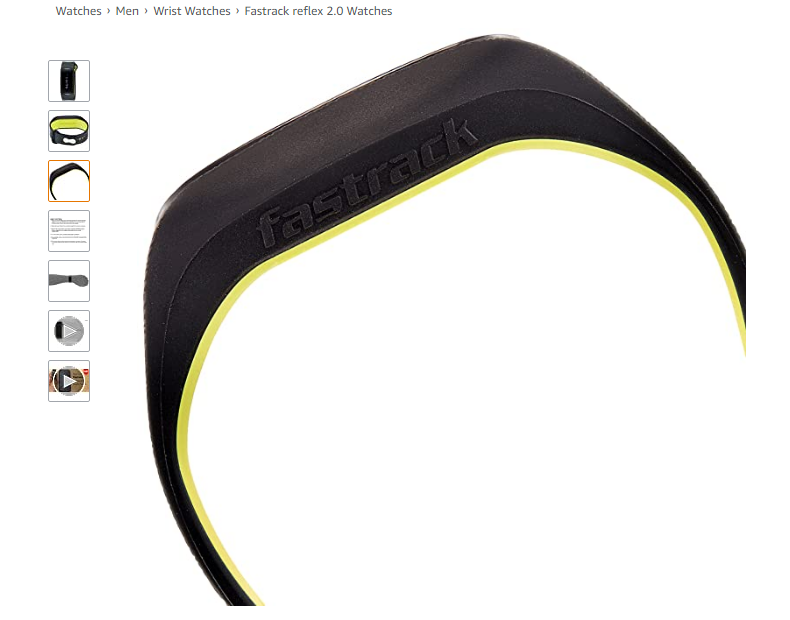 Watches › Men › Wrist Watches › Fastrack reflex 2.0 Watches
fastrack